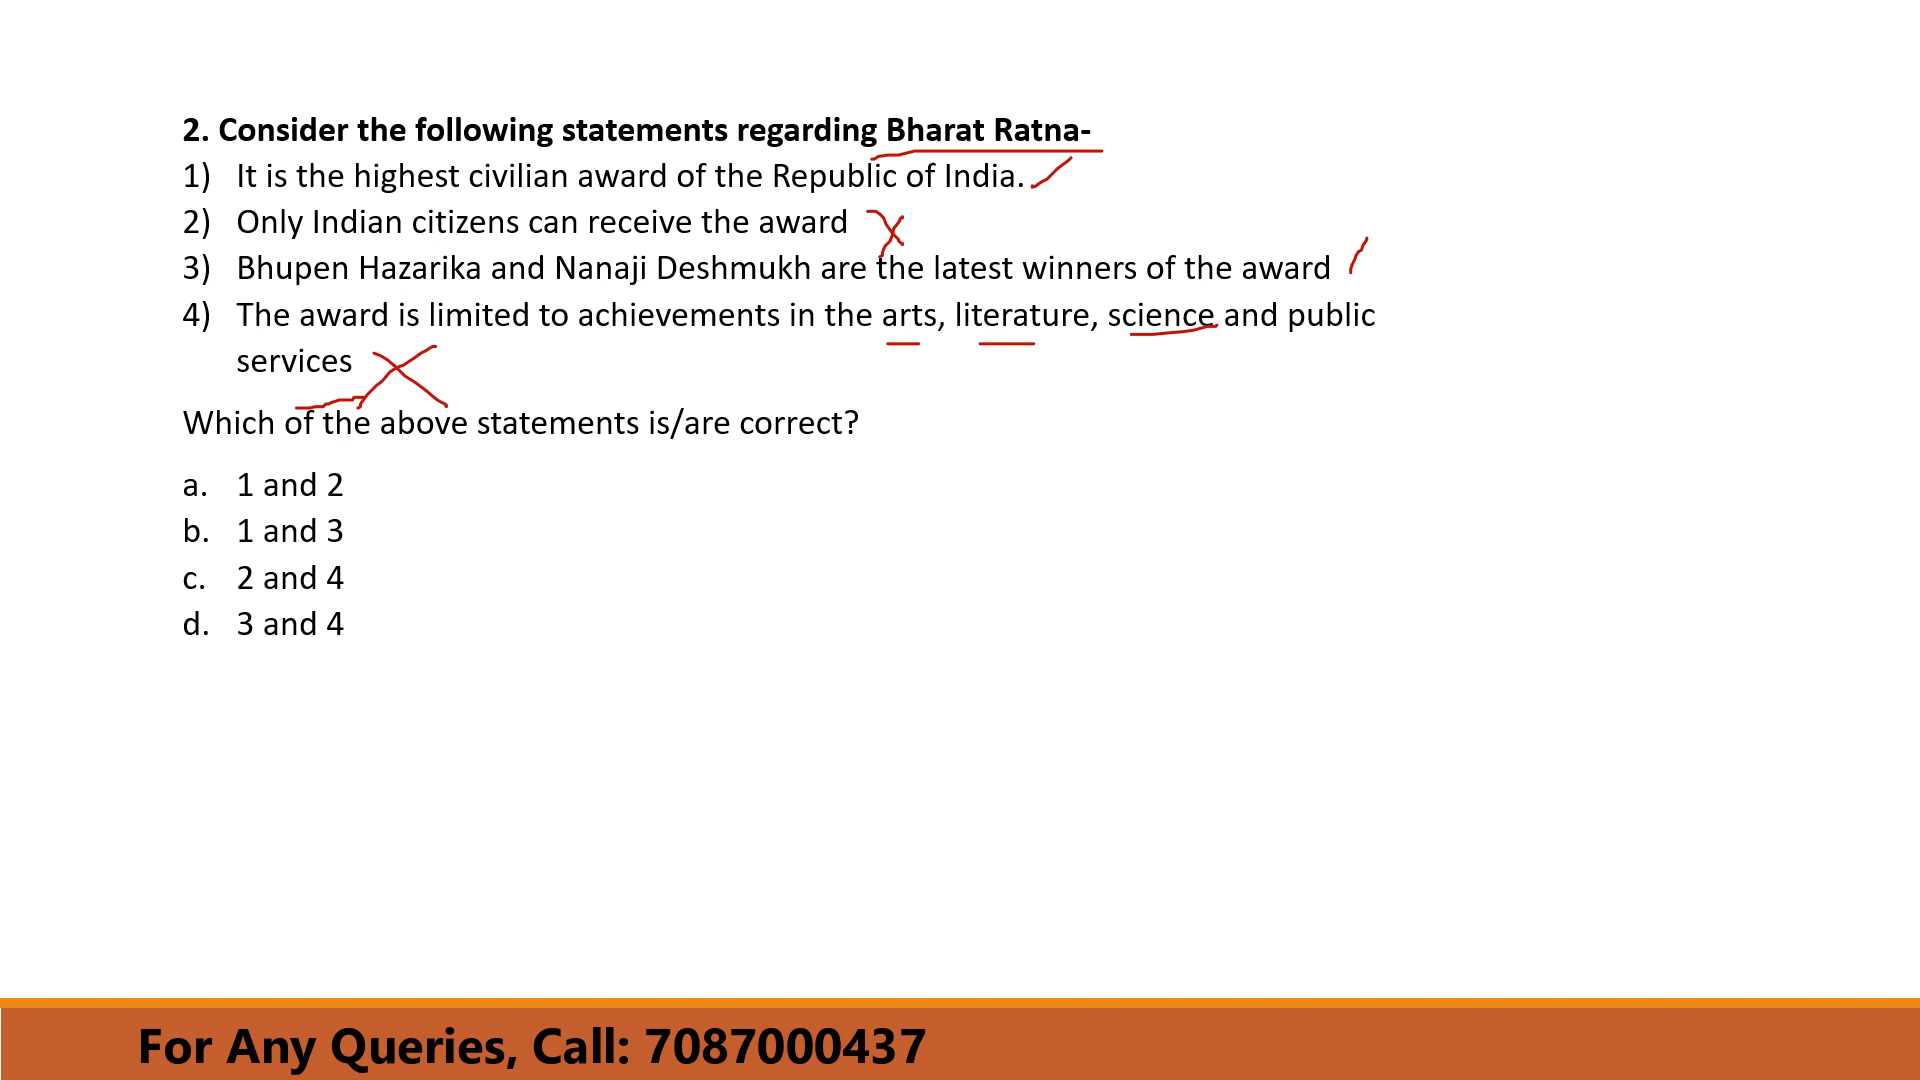 2. Consider the following statements regarding Bharat Ratna-
1) It is the highest civilian award of the Republic of India.
2) Only Indian citizens can receive the award
3) Bhupen Hazarika and Nanaji Deshmukh are the latest winners of the award
4) The award is limited to achievements in the arts, literature, science and public
services
Which of the above statements is/are correct?
a. 1 and 2
b. 1 and 3
c. 2 and 4
d. 3 and 4
For Any Queries, Call: 7087000437